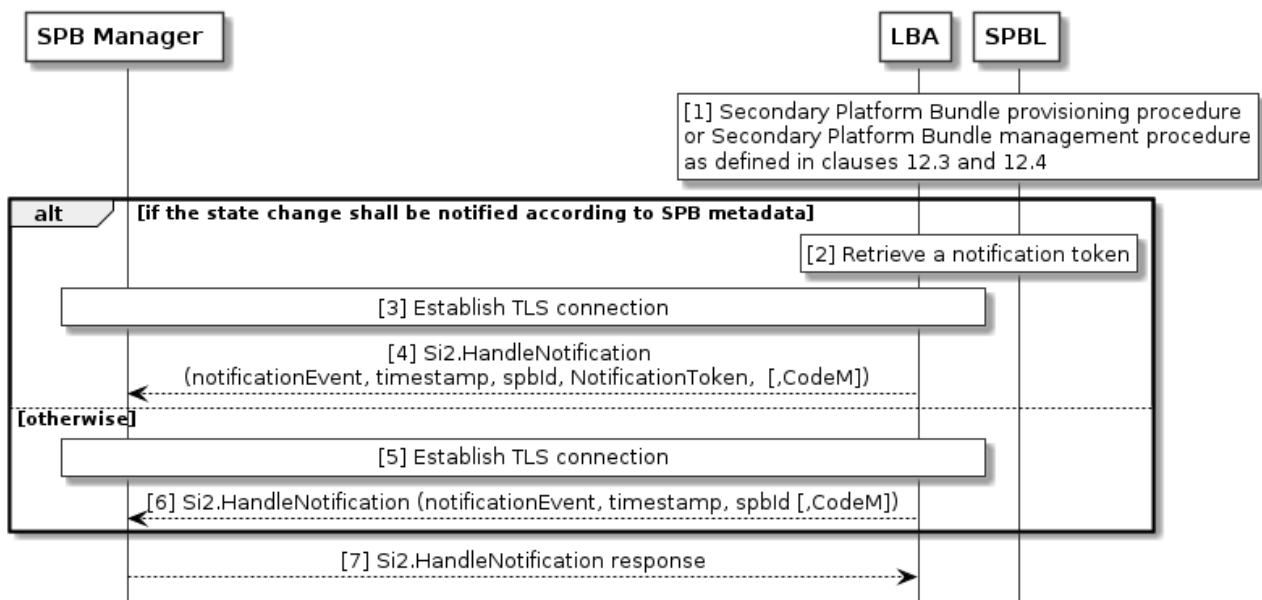 SPB Manager
LBA
SPBL
[1] Secondary Platform Bundle provisioning procedure
or Secondary Platform Bundle management procedure
as defined in clauses 12.3 and 12.4
alt
[if the state change shall be notified according to SPB metadata]
[2] Retrieve a notification token
[3] Establish TLS connection
[4] Si2.HandleNotification
(notificationEvent, timestamp, spbId, NotificationToken,  [,CodeM])
[otherwise]
[5] Establish TLS connection
[6] Si2.HandleNotification (notificationEvent, timestamp, spbId [,CodeM])
[7] Si2.HandleNotification response